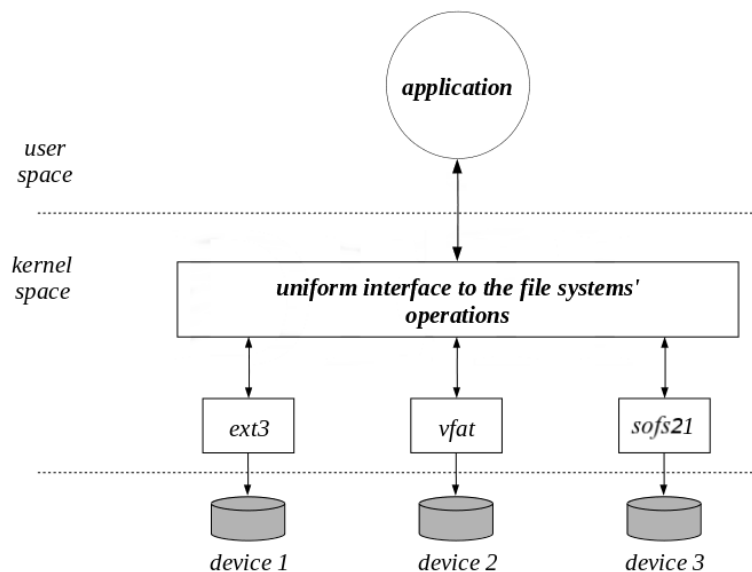 application
user
space
kernel
space
uniform interface to the file systems'
operations
ext3
vfat
sofs21
device 1
device 2
device 3